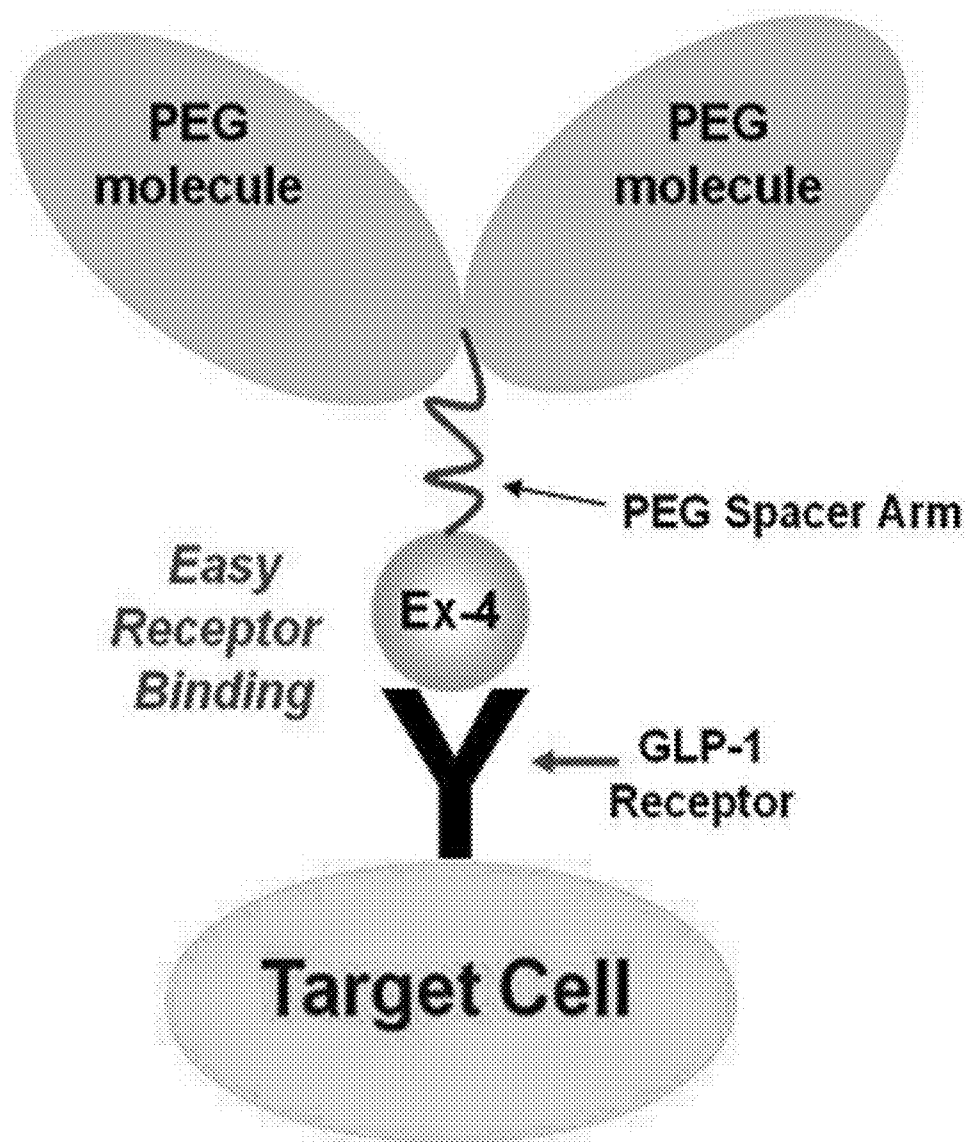 PEG
molecule
PEG
molecule
PEG Spacer Arm
Easy
Receptor
Binding
Ex-4
GLP-1
Receptor
Target Cell